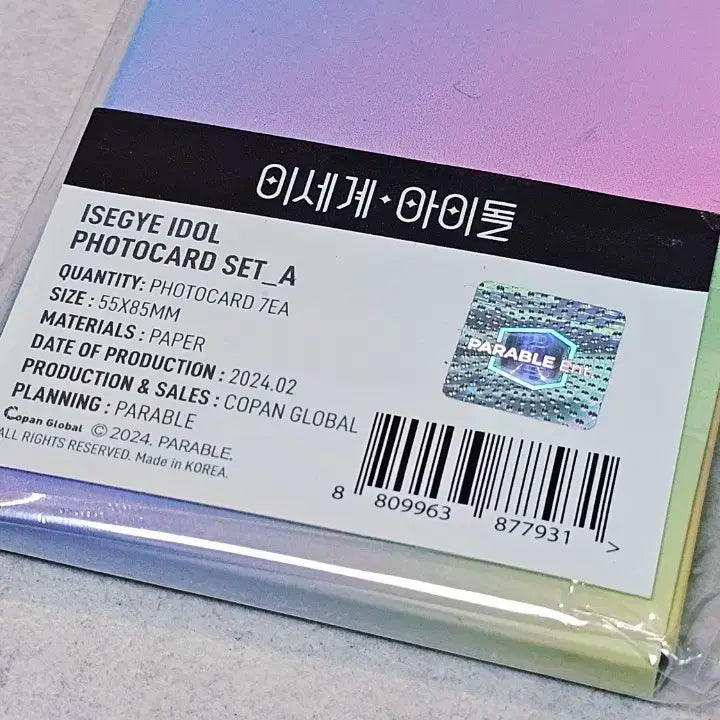 이세계·아이돌
ISEGYE IDOL
PHOTOCARD SET_A
QUANTITY: PHOTOCARD 7EA
SIZE : 55X85MM
MATERIALS : PAPER
DATE OF PRODUCTION : 2024.02
PRODUCTION & SALES : COPAN GLOBAL
PLANNING : PARABLE
Copan Global © 2024. PARABLE.
ALL RIGHTS RESERVED. Made in KOREA.
PARABLE ent
8 809963 877931 >